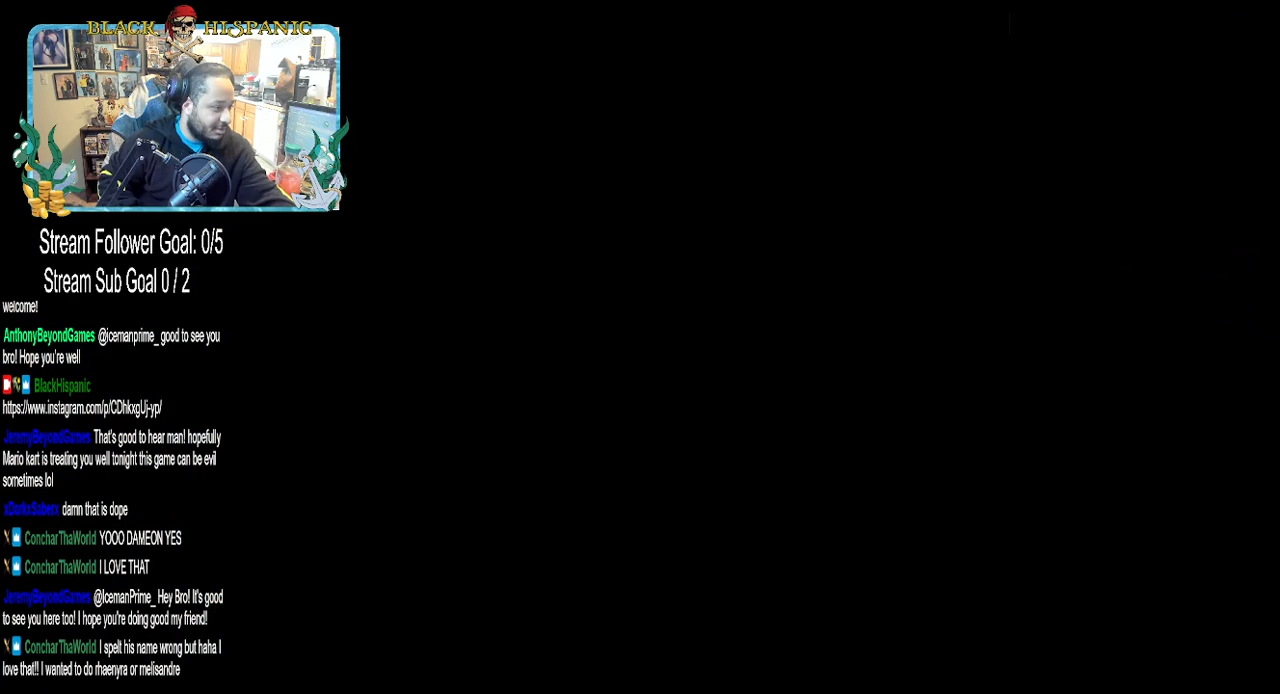 BLACK HISPANIC
Stream Follower Goal: 0/5
Stream Sub Goal 0 / 2
welcome!
AnthonyBeyondGames @icemanprime_ good to see you
bro! Hope you're well
BlackHispanic
https://www.instagram.com/p/CDhkxgUj-yp/
JeremyBeyondGames That's good to hear man! hopefully
Mario kart is treating you well tonight this game can be evil
sometimes lol
xDarkxSaberx damn that is dope
ConcharThaWorld YOOO DAMEON YES
ConcharThaWorld I LOVE THAT
JeremyBeyondGames @IcemanPrime_ Hey Bro! It's good
to see you here too! I hope you're doing good my friend!
ConcharThaWorld I spelt his name wrong but haha I
love that!! I wanted to do rhaenyra or melisandre